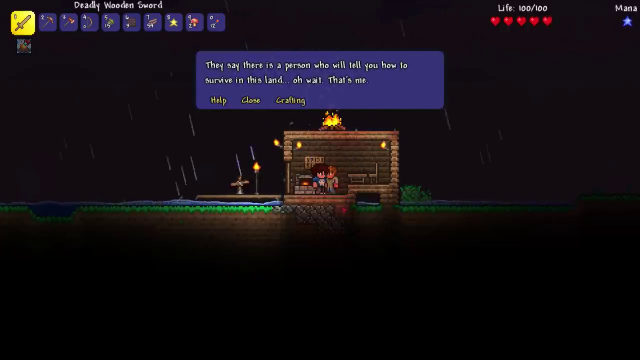 Deadly Wooden Sword
Life: 100/100
Mana
They say there is a person who will tell you how to
survive in this land... oh wait. That's me.
Help Close Crafting